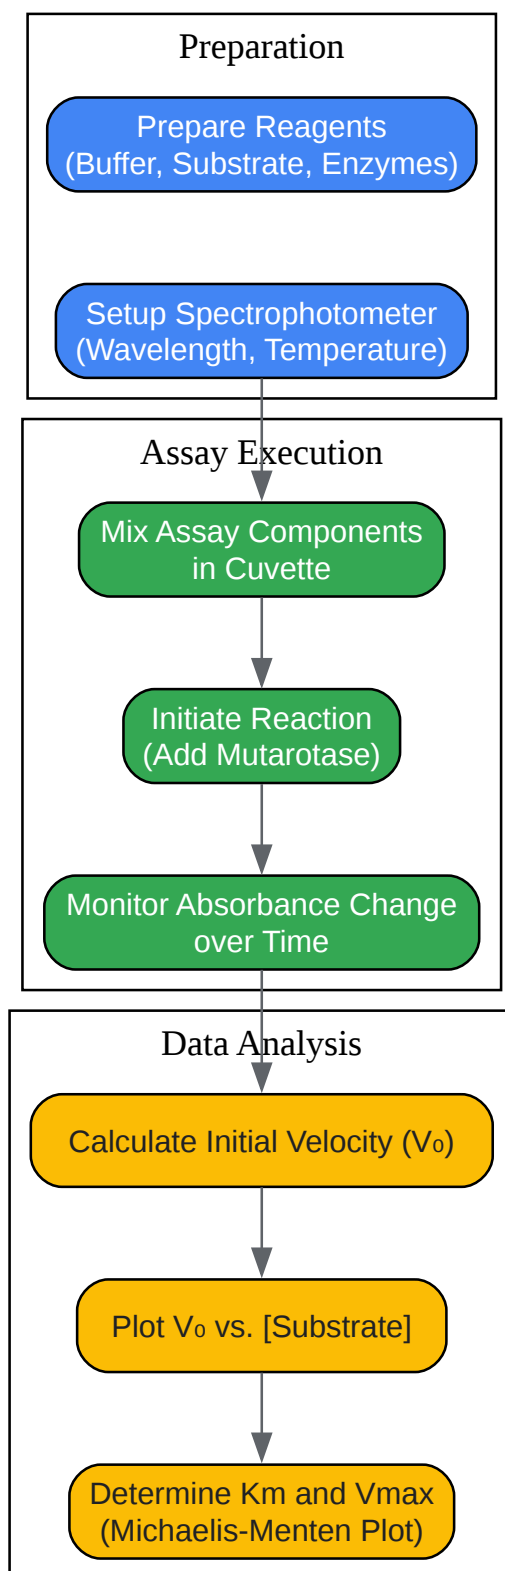 Preparation
Prepare Reagents
(Buffer, Substrate, Enzymes)
Setup Spectrophotometer
(Wavelength, Temperature)
Assay Execution
Mix Assay Components
in Cuvette
Initiate Reaction
(Add Mutarotase)
Monitor Absorbance Change
over Time
Data Analysis
Calculate Initial Velocity (V₀)
Plot V₀ vs. [Substrate]
Determine Km and Vmax
(Michaelis-Menten Plot)